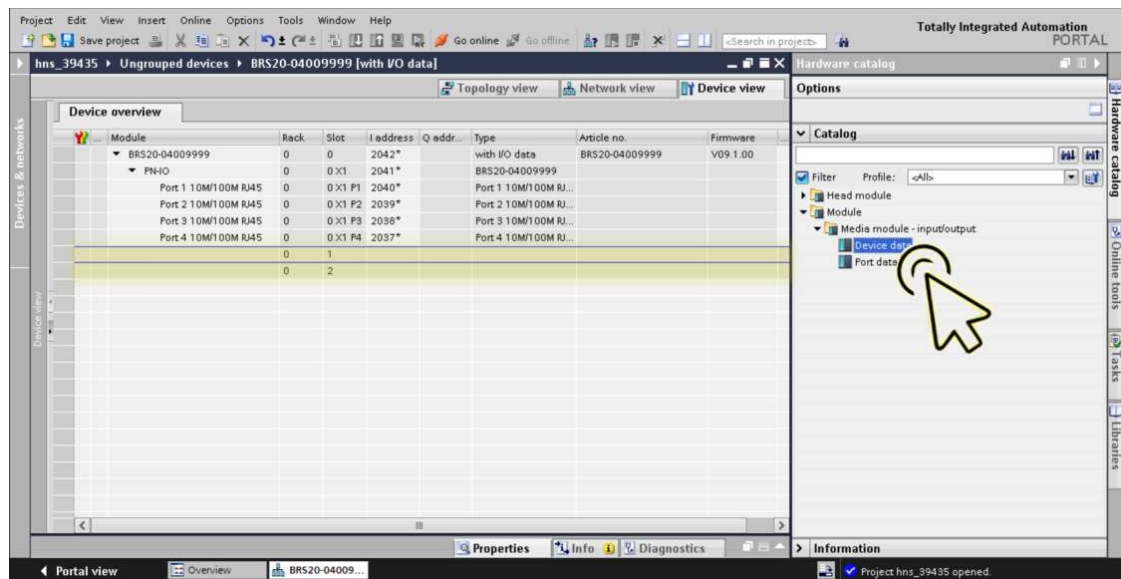 Project Edit View Insert Online Options Tools Window Help
Totally Integrated Automation
PORTAL
Save project Go online Go offline <Search in project>
hns_39435 ▸ Ungrouped devices ▸ BRS20-04009999 [with I/O data]
Hardware catalog
Topology view Network view Device view
Options
Device overview
... Module Rack Slot I address Q addr... Type Article no. Firmware ...
BRS20-04009999 0 0 2042* with I/O data BRS20-04009999 V09.1.00
PN-IO 0 0 X1 2041* BRS20-04009999
Port 1 10M/100M RJ45 0 0 X1 P1 2040* Port 1 10M/100M RJ...
Port 2 10M/100M RJ45 0 0 X1 P2 2039* Port 2 10M/100M RJ...
Port 3 10M/100M RJ45 0 0 X1 P3 2038* Port 3 10M/100M RJ...
Port 4 10M/100M RJ45 0 0 X1 P4 2037* Port 4 10M/100M RJ...
0 1
0 2
Catalog
Filter Profile: <All>
Head module
Module
Media module - input/output
Device data
Port data
Devices & networks
Device view
Hardware catalog
Online tools
Tasks
Libraries
Properties Info Diagnostics
Information
Portal view Overview BRS20-04009...
Project hns_39435 opened.